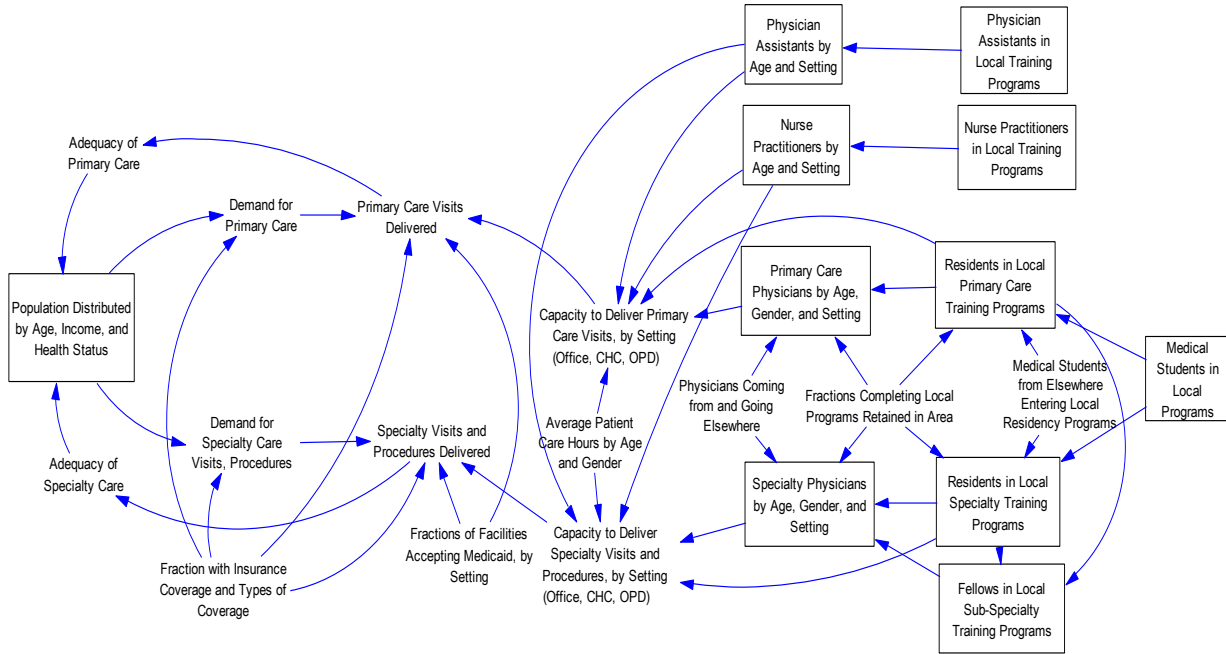 Physician
Assistants by
Age and Setting
Physician
Assistants in
Local Training
Programs
Nurse
Practitioners by
Age and Setting
Nurse Practitioners
in Local Training
Programs
Adequacy of
Primary Care
Demand for
Primary Care
Primary Care Visits
Delivered
Population Distributed
by Age, Income, and
Health Status
Capacity to Deliver Primary
Care Visits, by Setting
(Office, CHC, OPD)
Primary Care
Physicians by Age,
Gender, and Setting
Residents in Local
Primary Care
Training Programs
Medical
Students in
Local
Programs
Physicians Coming
from and Going
Elsewhere
Fractions Completing Local
Programs Retained in Area
Medical Students
from Elsewhere
Entering Local
Residency Programs
Demand for
Specialty Care
Visits, Procedures
Specialty Visits and
Procedures Delivered
Average Patient
Care Hours by Age
and Gender
Adequacy of
Specialty Care
Specialty Physicians
by Age, Gender, and
Setting
Residents in Local
Specialty Training
Programs
Fractions of Facilities
Accepting Medicaid, by
Setting
Capacity to Deliver
Specialty Visits and
Procedures, by Setting
(Office, CHC, OPD)
Fraction with Insurance
Coverage and Types of
Coverage
Fellows in Local
Sub-Specialty
Training Programs